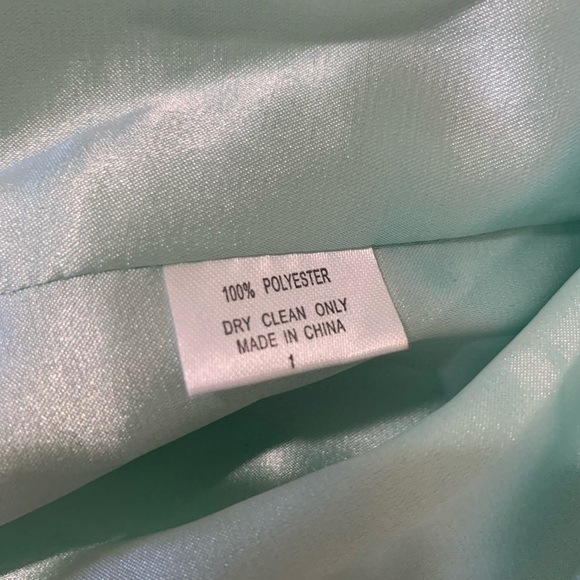 100% POLYESTER
DRY CLEAN ONLY
MADE IN CHINA
1